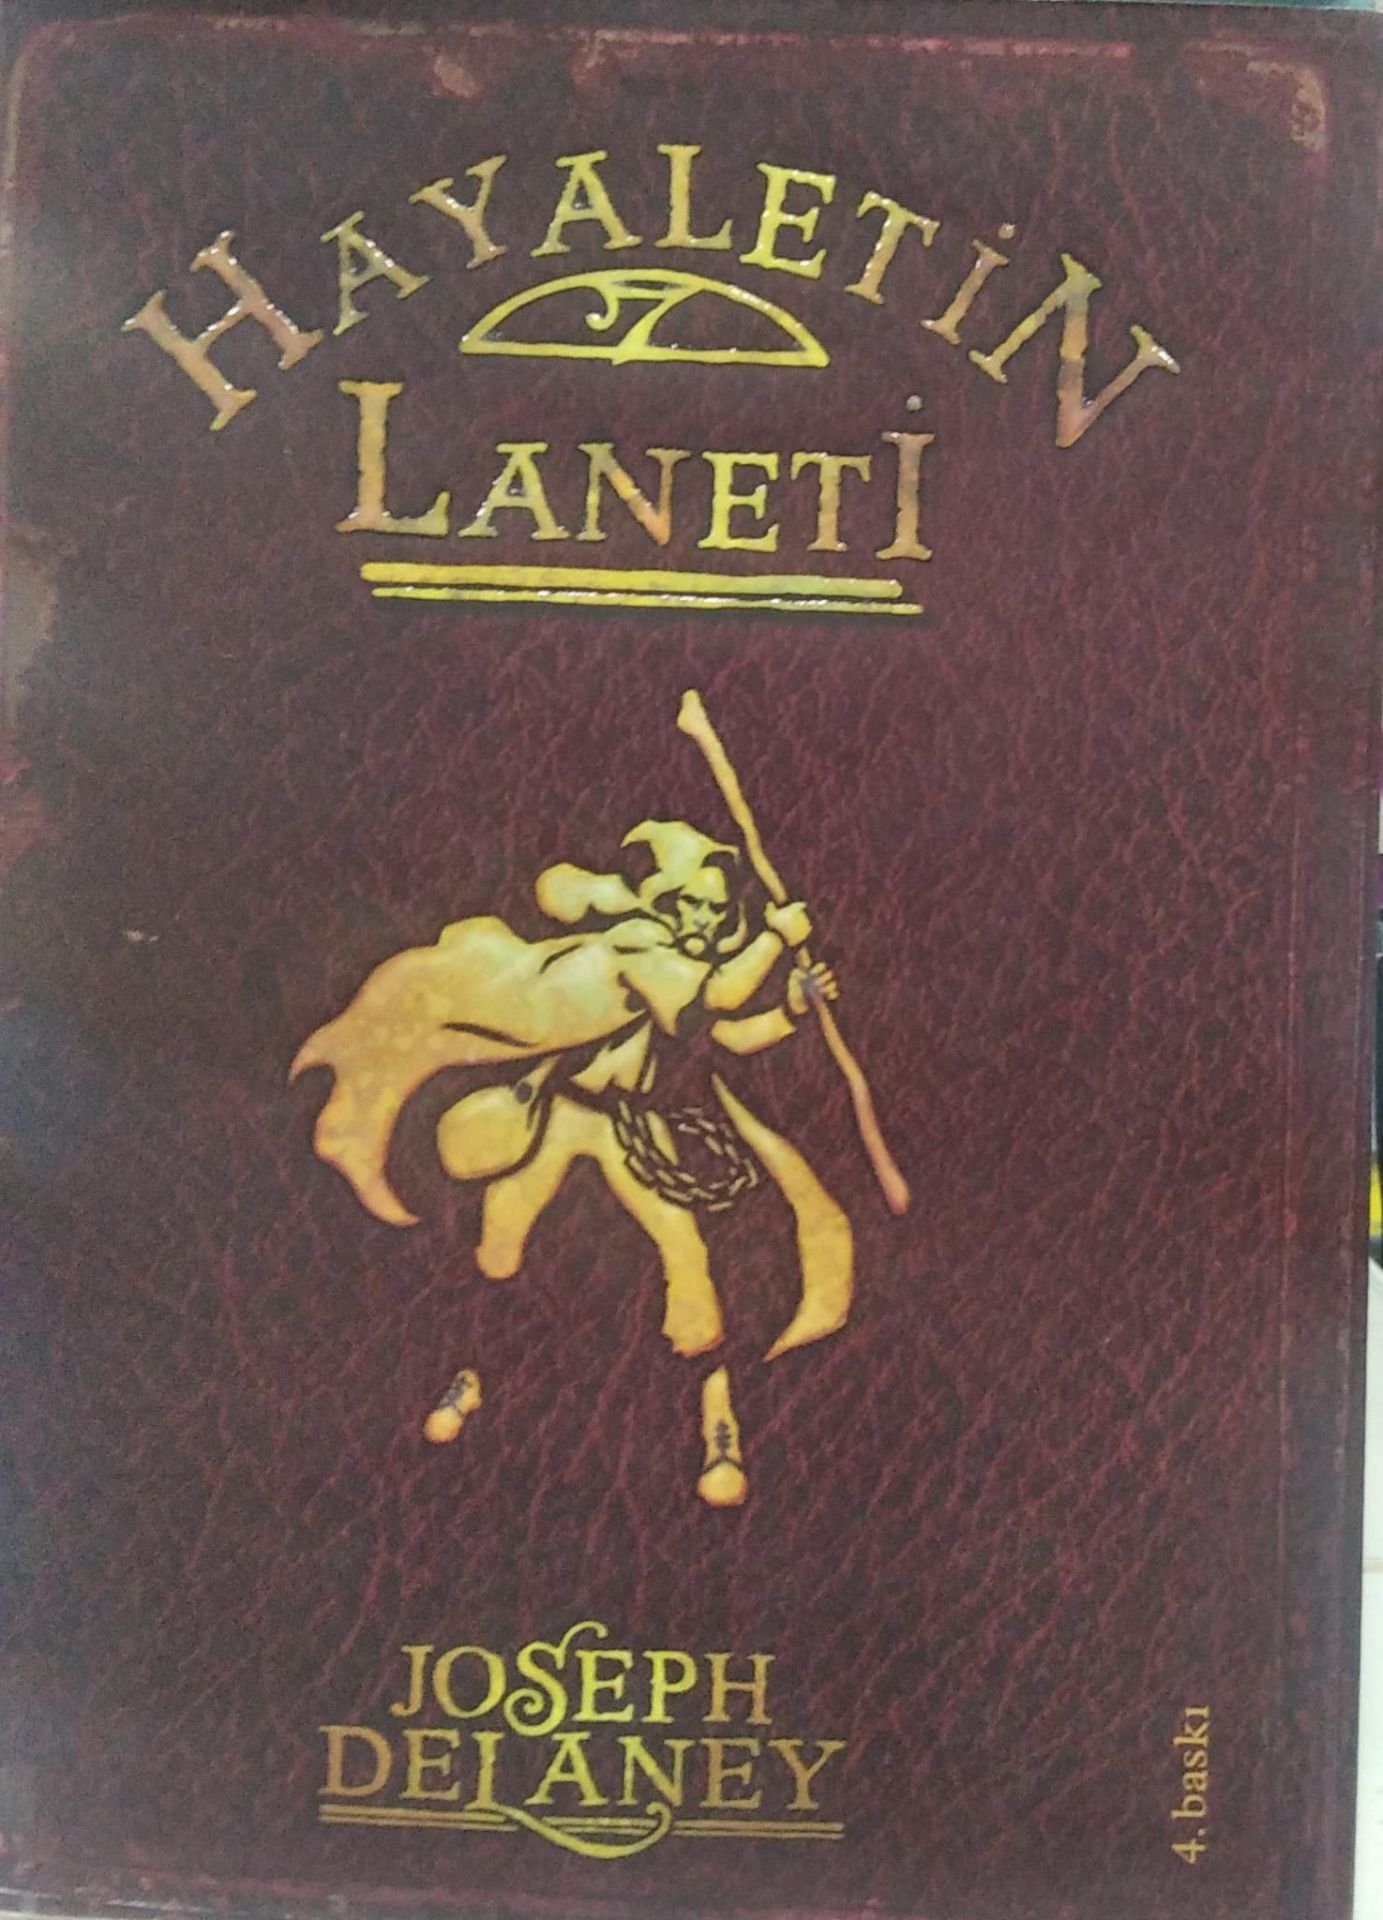 HAYALETİN
LANETİ
JOSEPH
DELANEY
4. baskı